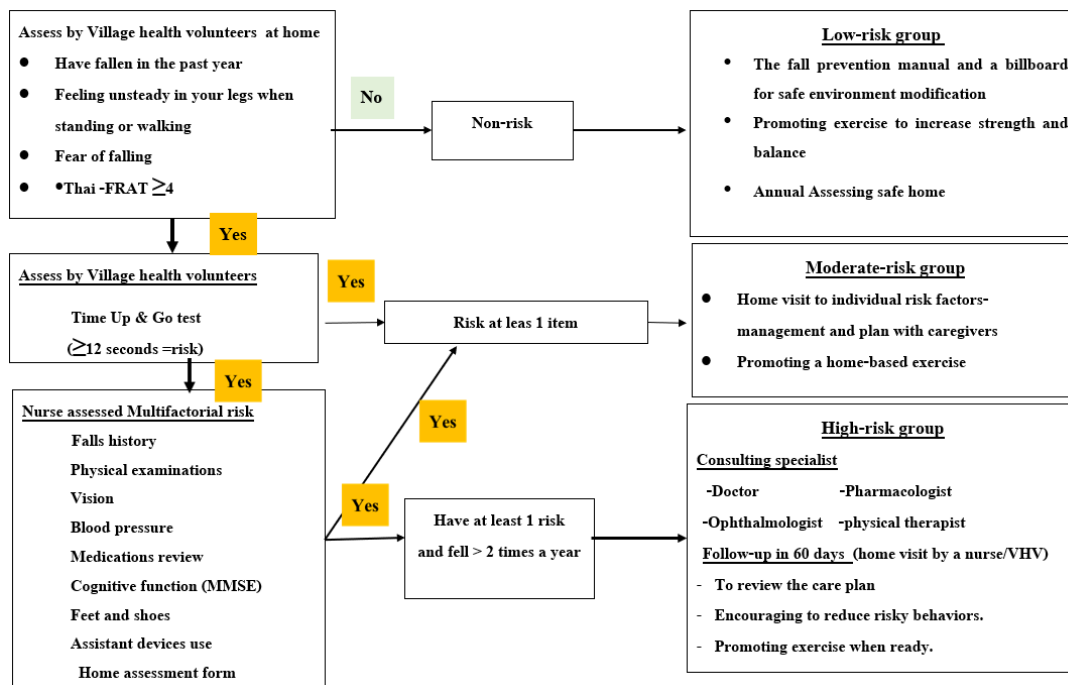 Assess by Village health volunteers at home
● Have fallen in the past year
● Feeling unsteady in your legs when
standing or walking
● Fear of falling
● •Thai -FRAT ≥4
No
Non-risk
Low-risk group
• The fall prevention manual and a billboard
for safe environment modification
• Promoting exercise to increase strength and
balance
• Annual Assessing safe home
Yes
Assess by Village health volunteers
Time Up & Go test
(≥12 seconds =risk)
Yes
Risk at leas 1 item
Moderate-risk group
● Home visit to individual risk factors-
management and plan with caregivers
● Promoting a home-based exercise
Yes
Nurse assessed Multifactorial risk
Falls history
Physical examinations
Vision
Blood pressure
Medications review
Cognitive function (MMSE)
Feet and shoes
Assistant devices use
Home assessment form
Yes
Yes
Have at least 1 risk
and fell > 2 times a year
High-risk group
Consulting specialist
-Doctor -Pharmacologist
-Ophthalmologist -physical therapist
Follow-up in 60 days (home visit by a nurse/VHV)
- To review the care plan
- Encouraging to reduce risky behaviors.
- Promoting exercise when ready.